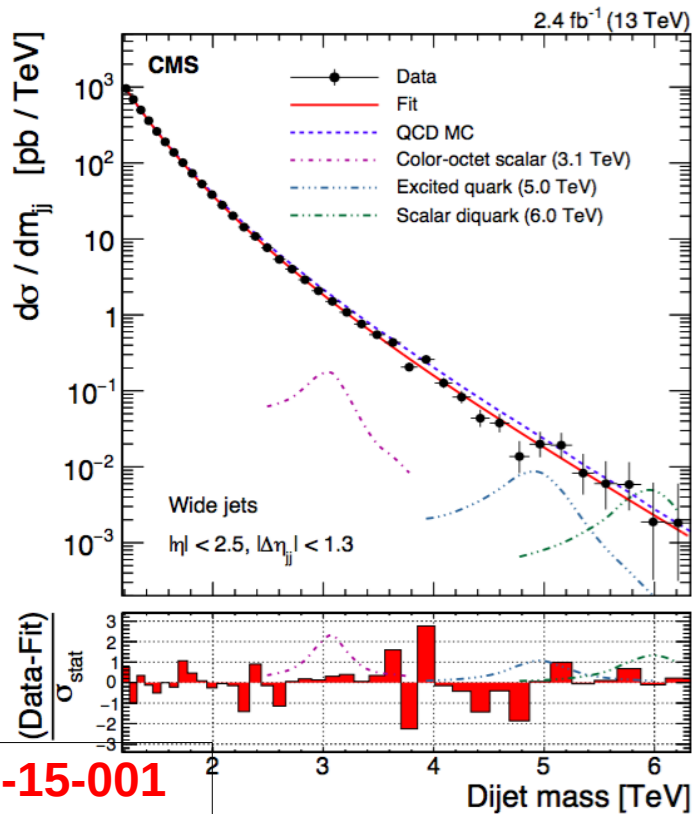 2.4 fb⁻¹ (13 TeV)
CMS
Data
Fit
QCD MC
Color-octet scalar (3.1 TeV)
Excited quark (5.0 TeV)
Scalar diquark (6.0 TeV)
dσ / dm_jj [pb / TeV]
10³
10²
10
1
10⁻¹
10⁻²
10⁻³
Wide jets
|η| < 2.5, |Δη_jj| < 1.3
(Data-Fit)
σ_stat
3
2
1
0
-1
-2
-3
2 3 4 5 6
Dijet mass [TeV]
-15-001